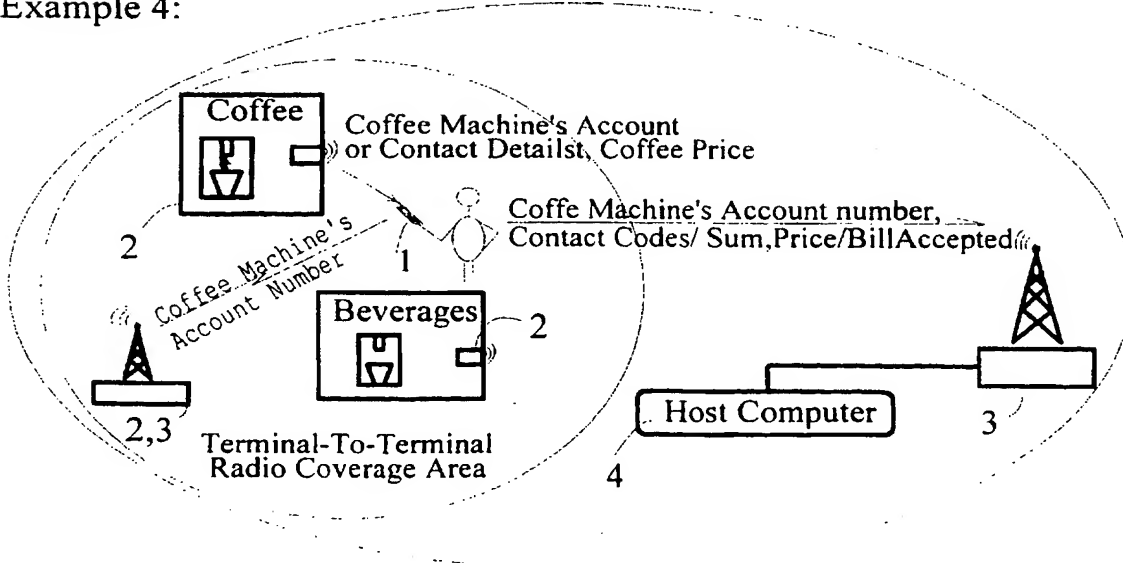 Example 4:
Coffee
Coffee Machine's Account
or Contact Detailst, Coffee Price
2
1
Coffe Machine's Account number,
Contact Codes/ Sum,Price/BillAccepted
Coffee Machine's
Account Number
Beverages
2
2,3
Terminal-To-Terminal
Radio Coverage Area
Host Computer
3
4